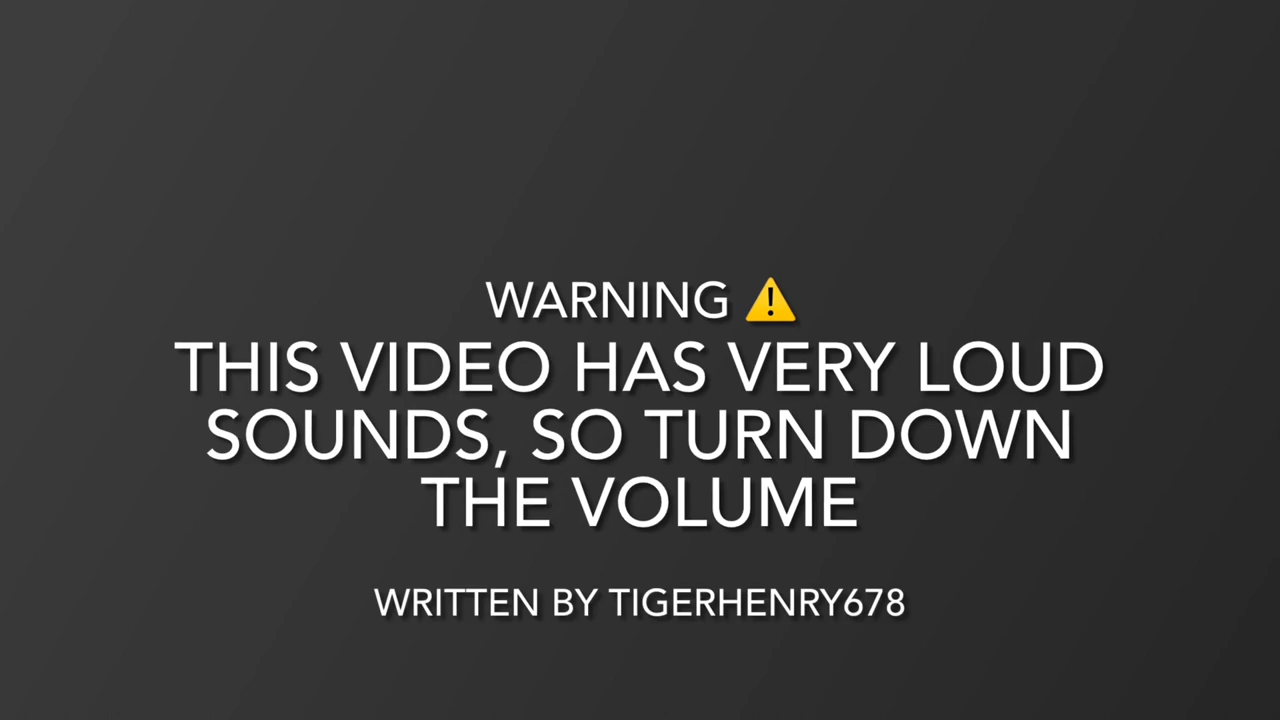 WARNING ⚠️
THIS VIDEO HAS VERY LOUD
SOUNDS, SO TURN DOWN
THE VOLUME
WRITTEN BY TIGERHENRY678